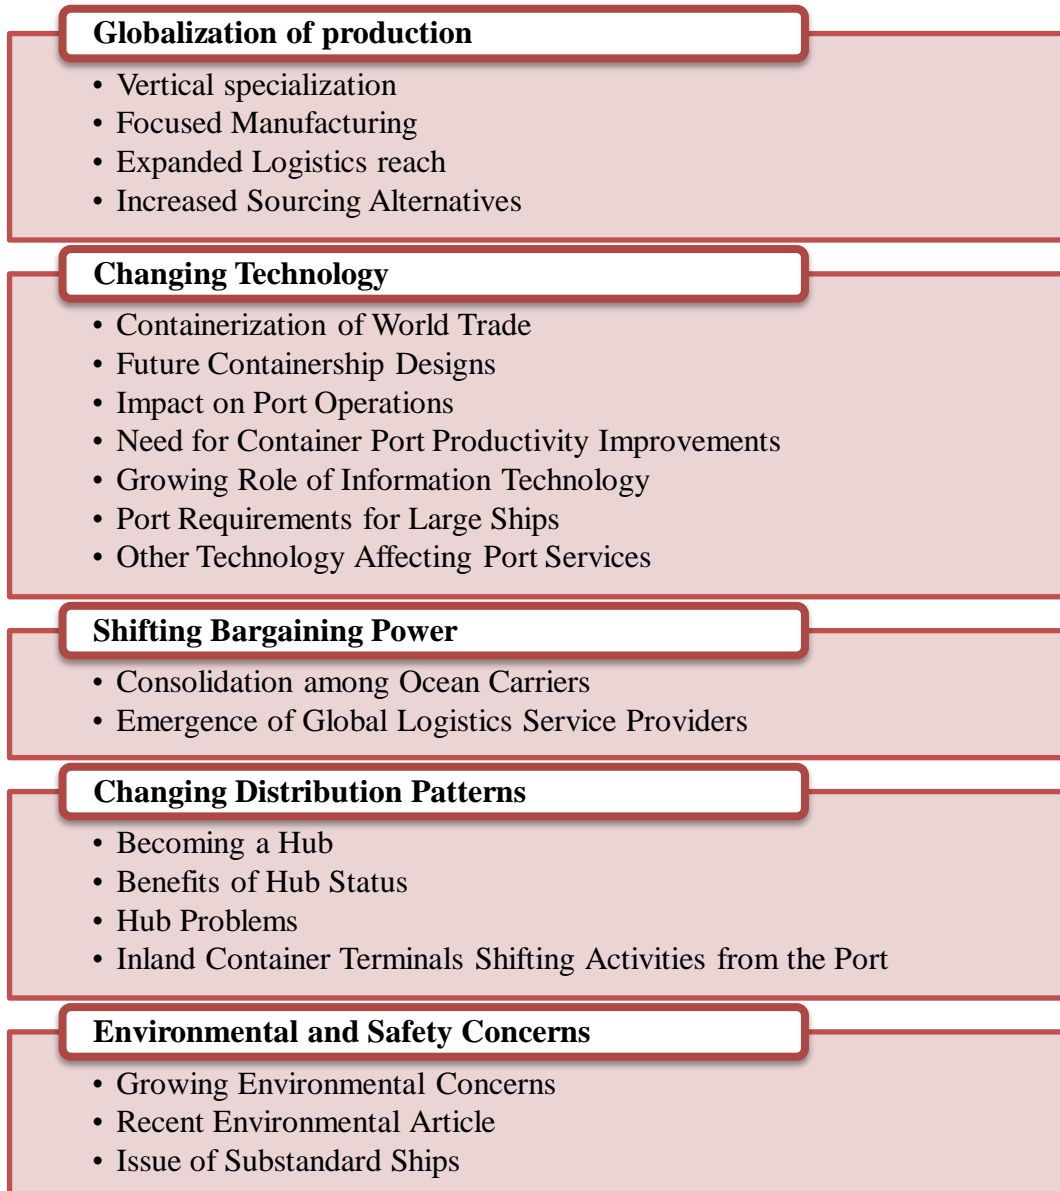 Globalization of production
• Vertical specialization
• Focused Manufacturing
• Expanded Logistics reach
• Increased Sourcing Alternatives
Changing Technology
• Containerization of World Trade
• Future Containership Designs
• Impact on Port Operations
• Need for Container Port Productivity Improvements
• Growing Role of Information Technology
• Port Requirements for Large Ships
• Other Technology Affecting Port Services
Shifting Bargaining Power
• Consolidation among Ocean Carriers
• Emergence of Global Logistics Service Providers
Changing Distribution Patterns
• Becoming a Hub
• Benefits of Hub Status
• Hub Problems
• Inland Container Terminals Shifting Activities from the Port
Environmental and Safety Concerns
• Growing Environmental Concerns
• Recent Environmental Article
• Issue of Substandard Ships